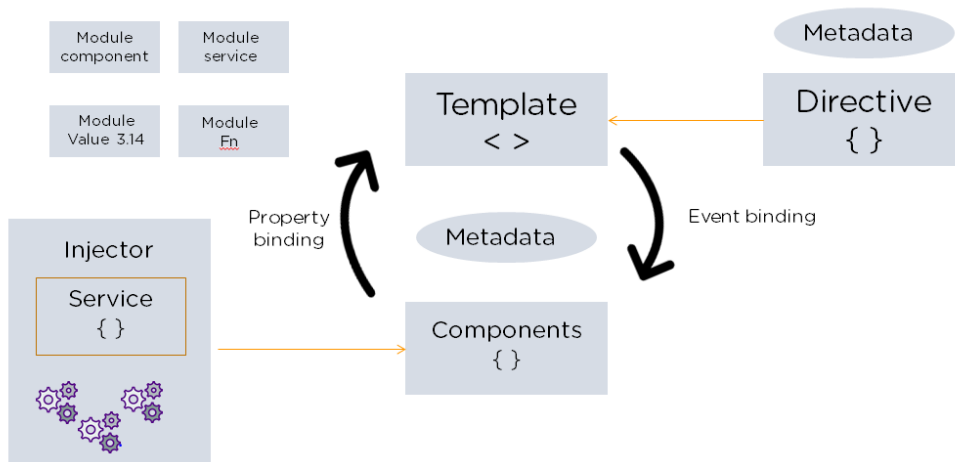 Module
component
Module
service
Module
Value 3.14
Module
Fn
Metadata
Template
< >
Directive
{ }
Property
binding
Metadata
Event binding
Injector
Service
{ }
Components
{ }